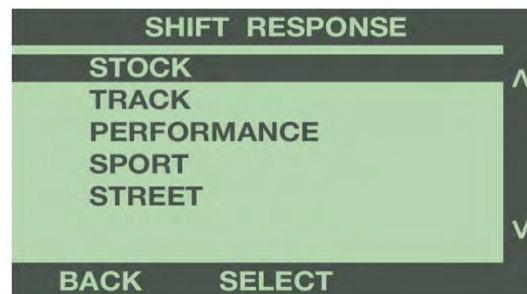 SHIFT RESPONSE
STOCK
TRACK
PERFORMANCE
SPORT
STREET
BACK SELECT